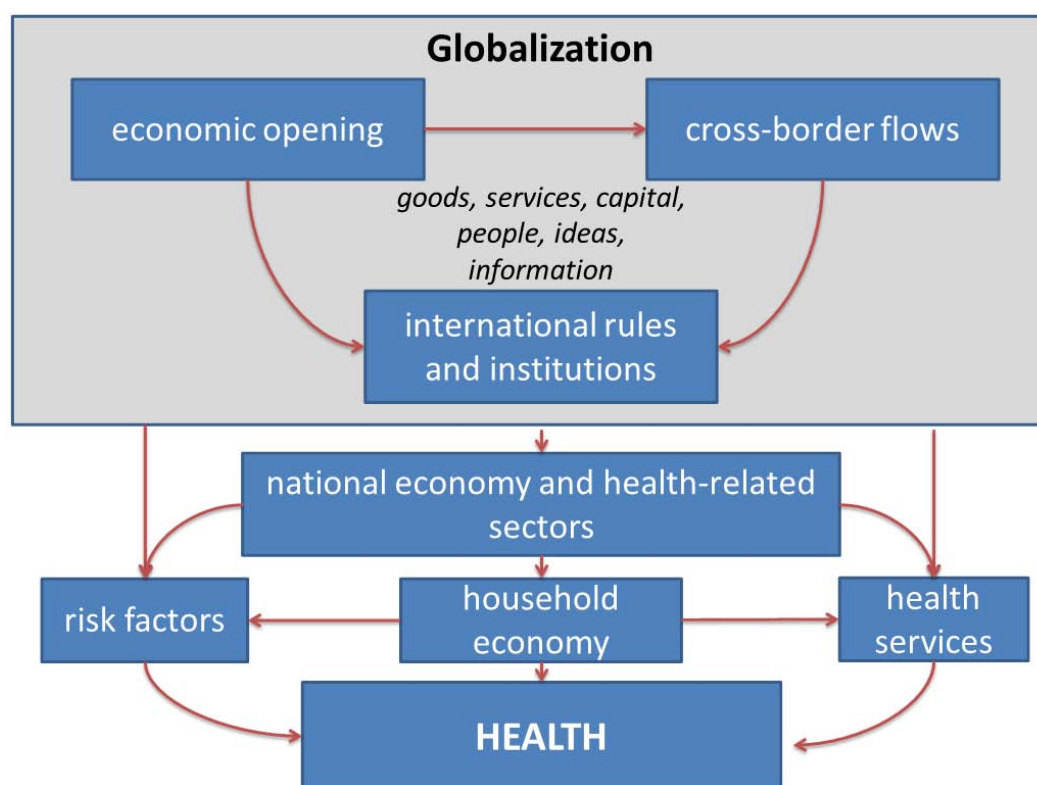 Globalization
economic opening
cross-border flows
goods, services, capital,
people, ideas,
information
international rules
and institutions
national economy and health-related
sectors
risk factors
household
economy
health
services
HEALTH